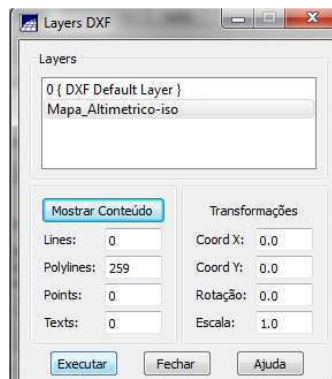 Layers DXF
Layers
0 { DXF Default Layer }
Mapa_Altimetrico-iso
Mostrar Conteúdo
Lines: 0
Polylines: 259
Points: 0
Texts: 0
Transformações
Coord X: 0.0
Coord Y: 0.0
Rotação: 0.0
Escala: 1.0
Executar
Fechar
Ajuda